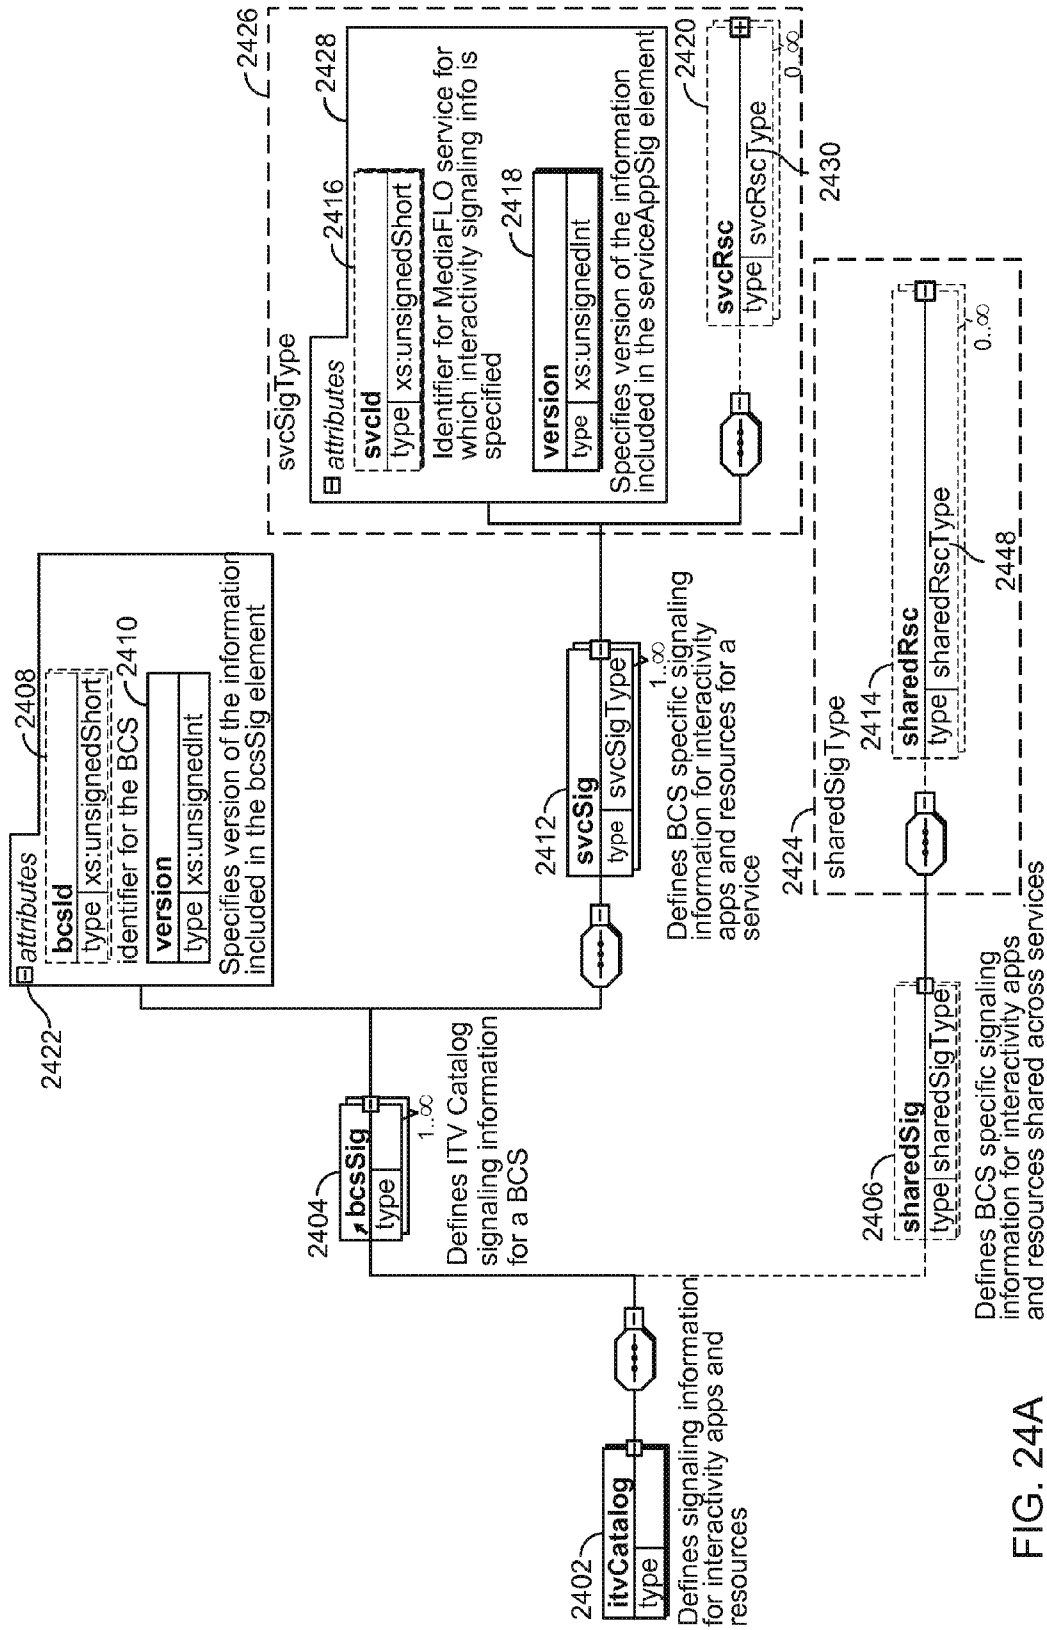 2402
itvCatalog
type
Defines signaling information
for interactivity apps and
resources
2404
bcsSig
type
1..∞
Defines ITV Catalog
signaling information
for a BCS
2422
attributes
2408
bcsId
type xs:unsignedShort
identifier for the BCS
2410
version
type xs:unsignedInt
Specifies version of the information
included in the bcsSig element
2412
svcSig
type svcSigType
1..∞
Defines BCS specific signaling
information for interactivity
apps and resources for a
service
2426
svcSigType
2428
attributes
2416
svcId
type xs:unsignedShort
Identifier for MediaFLO service for
which interactivity signaling info is
specified
2418
version
type xs:unsignedInt
Specifies version of the information
included in the serviceAppSig element
2420
svcRsc
type svcRscType
0..∞
2430
2406
sharedSig
type sharedSigType
Defines BCS specific signaling
information for interactivity apps
and resources shared across services
2424
sharedSigType
2414
sharedRsc
type sharedRscType
0..∞
2448
FIG. 24A